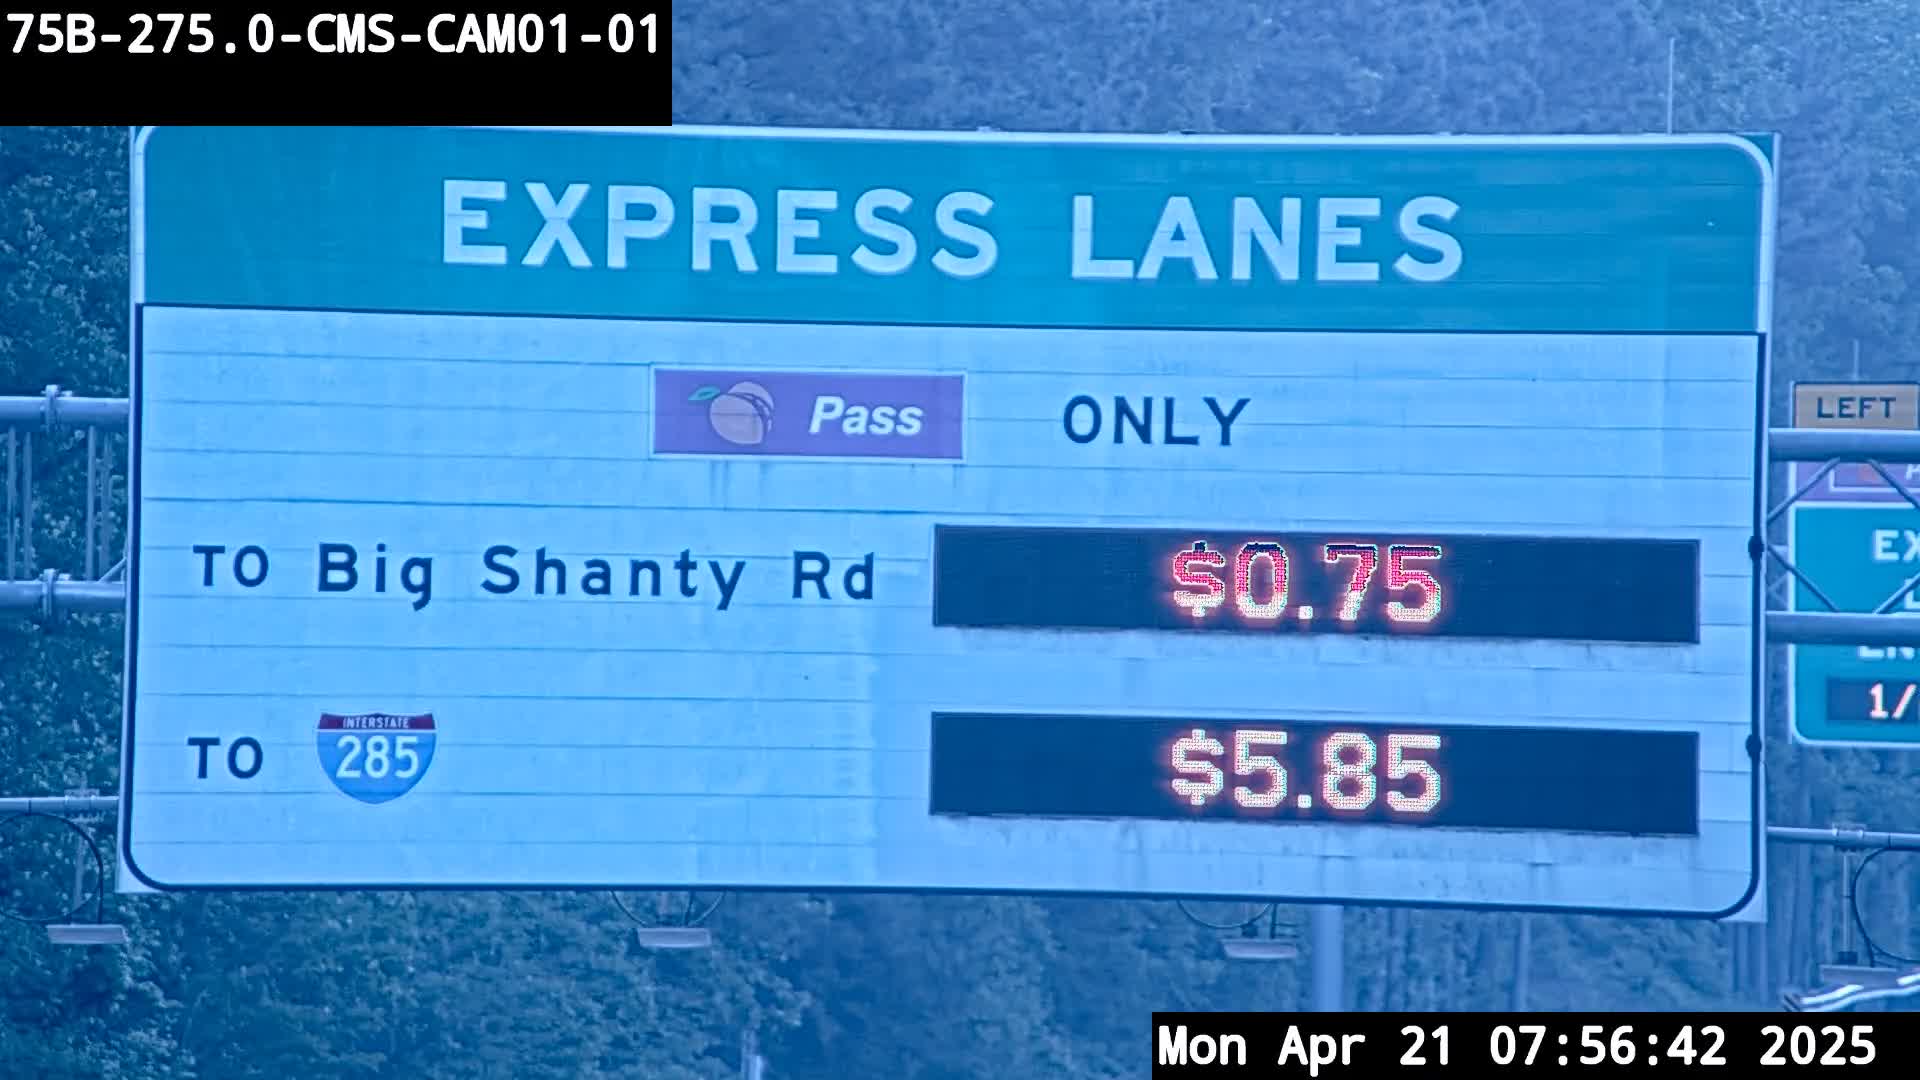 75B-275.0-CMS-CAM01-01
EXPRESS LANES
Pass ONLY
TO Big Shanty Rd $0.75
TO INTERSTATE 285 $5.85
LEFT
1/
Mon Apr 21 07:56:42 2025